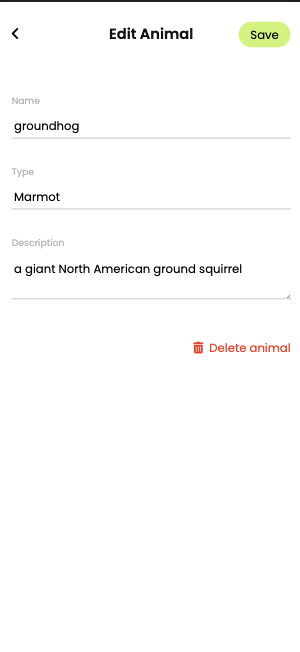 Edit Animal
Save
Name
groundhog
Type
Marmot
Description
a giant North American ground squirrel
Delete animal